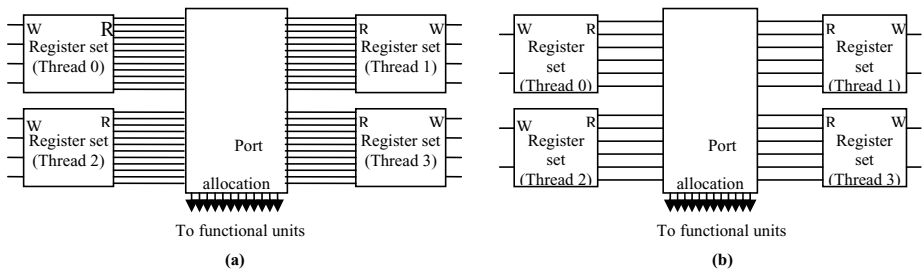 W R
Register set
(Thread 0)
R W
Register set
(Thread 1)
W R
Register set
(Thread 2)
R W
Register set
(Thread 3)
Port
allocation
To functional units
(a)
W R
Register
set
(Thread 0)
R W
Register
set
(Thread 1)
W R
Register
set
(Thread 2)
R W
Register
set
(Thread 3)
Port
allocation
To functional units
(b)